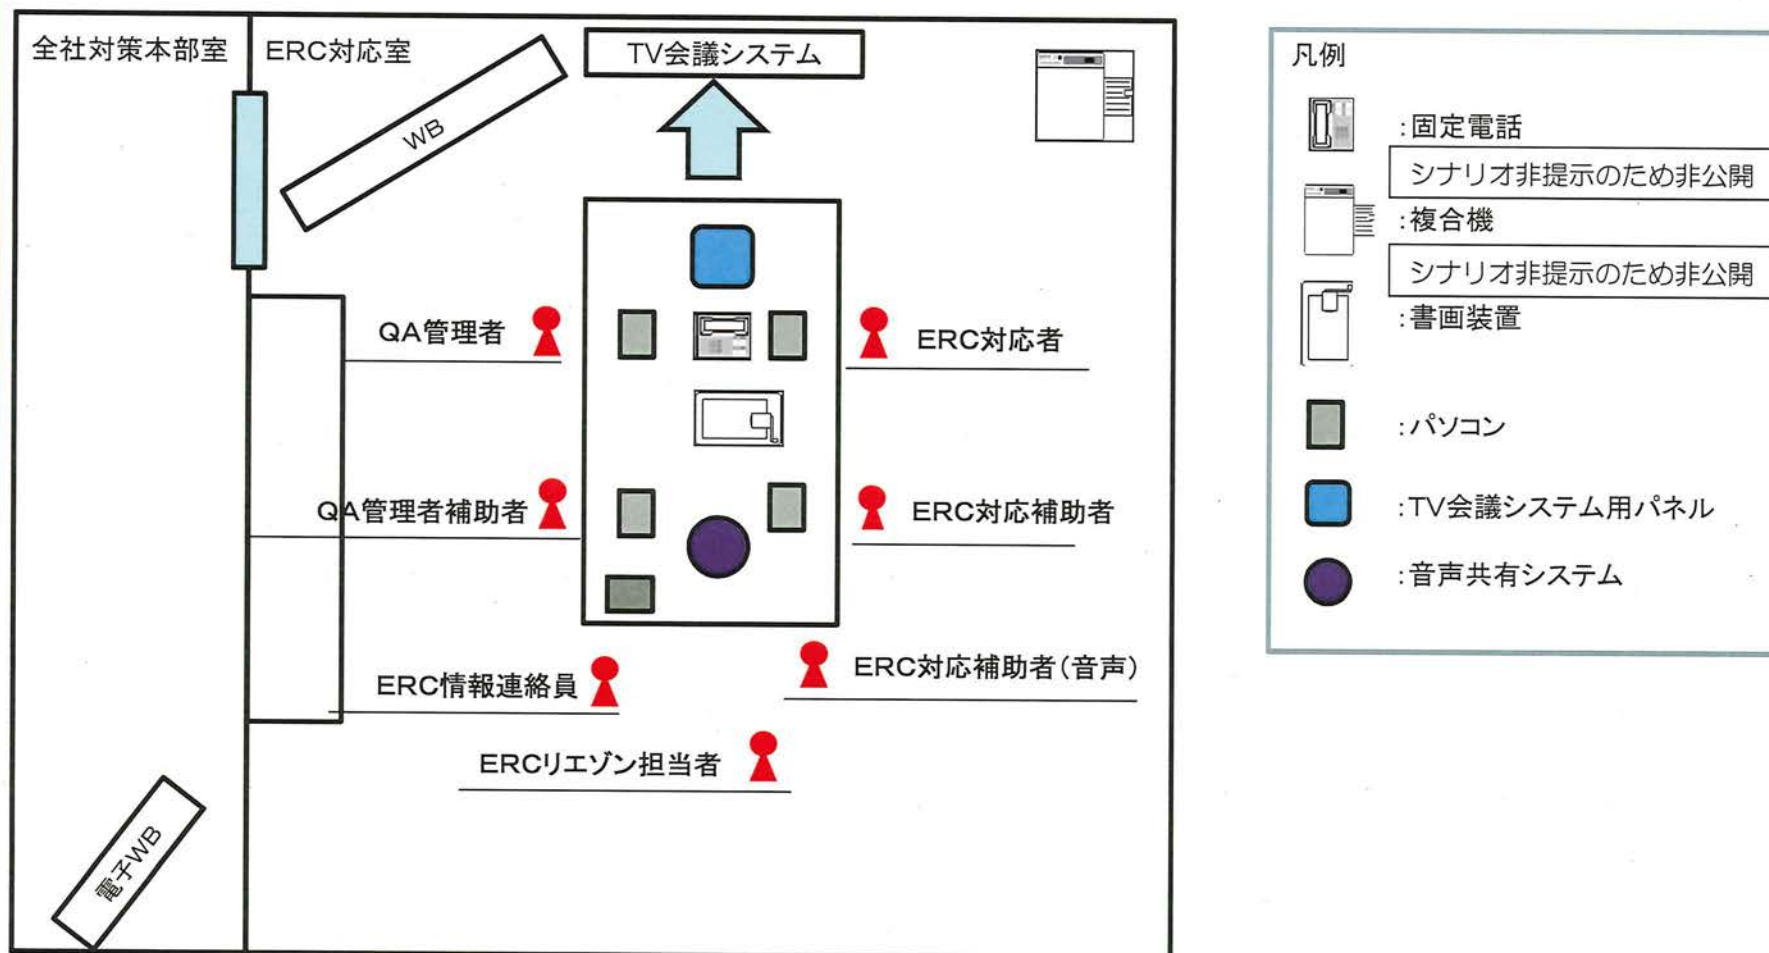 全社対策本部室
ERC対応室
TV会議システム
WB
QA管理者
ERC対応者
QA管理者補助者
ERC対応補助者
ERC情報連絡員
ERC対応補助者(音声)
ERCリエゾン担当者
電子WB
凡例
:固定電話
シナリオ非提示のため非公開
:複合機
シナリオ非提示のため非公開
:書画装置
:パソコン
:TV会議システム用パネル
:音声共有システム